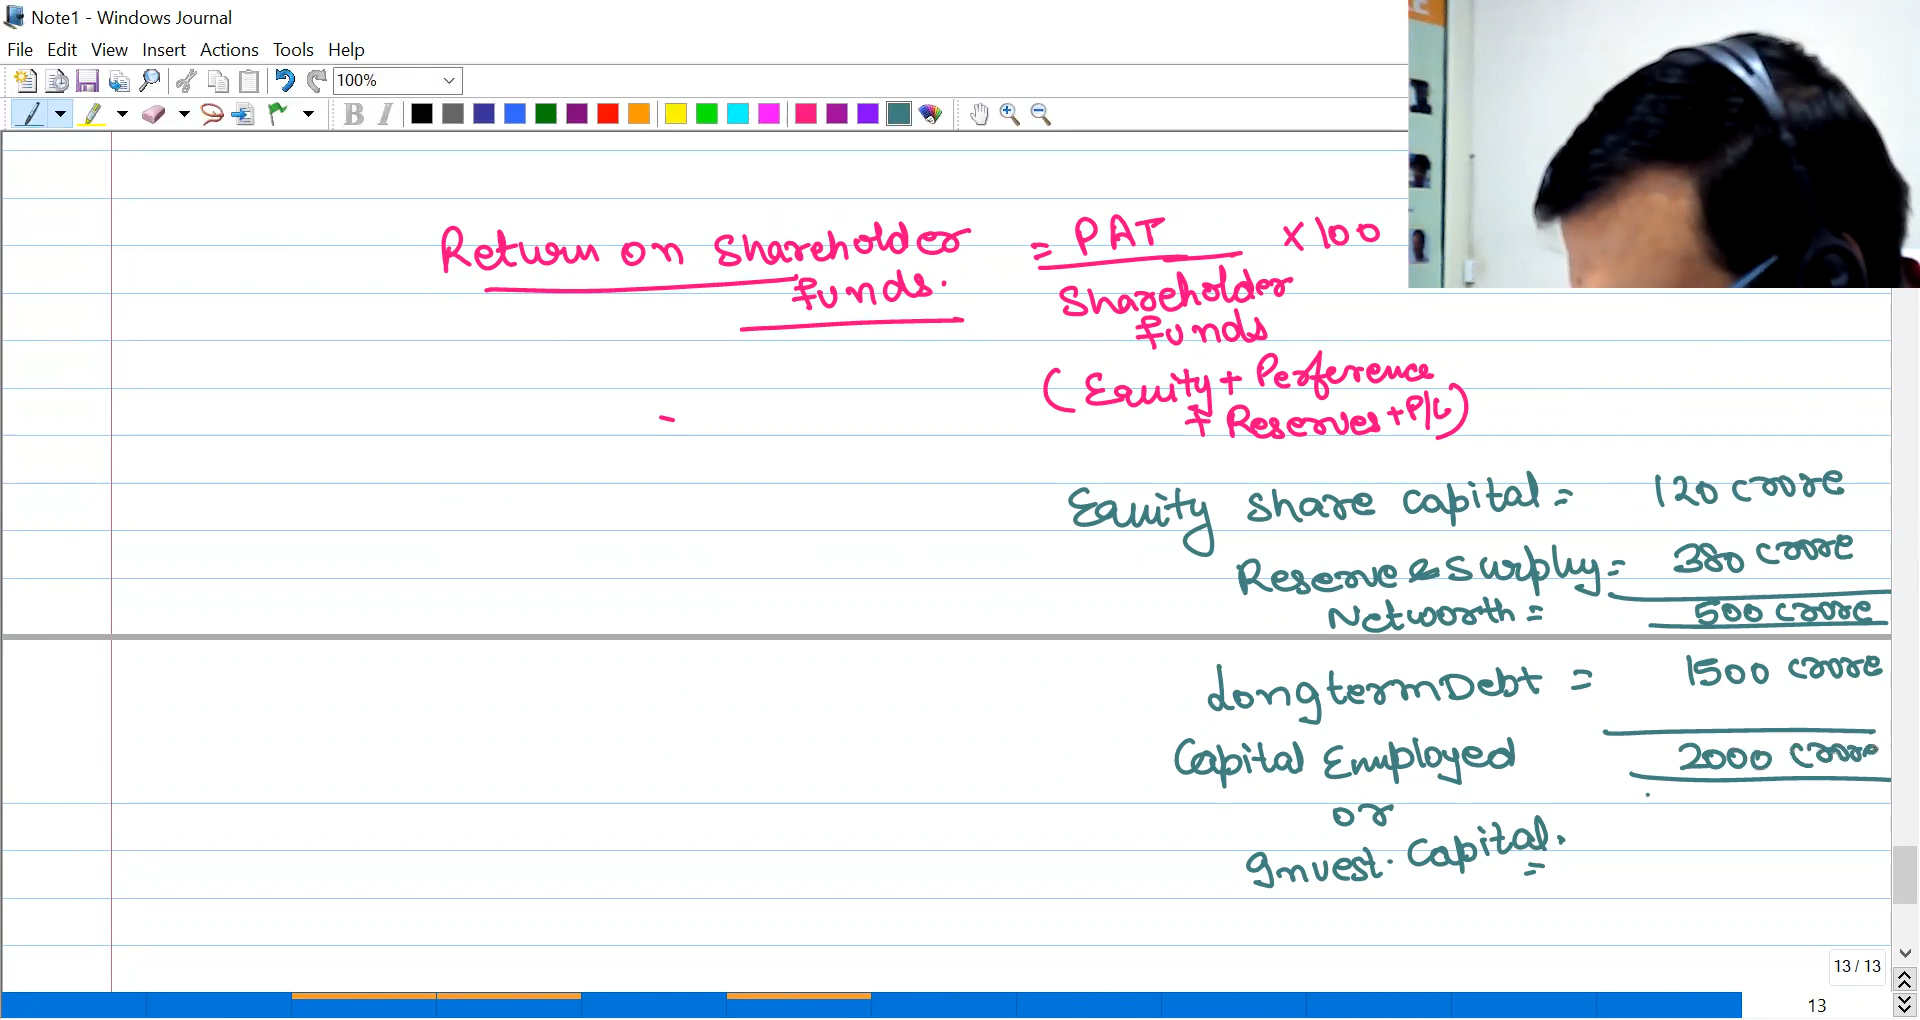 Note1 - Windows Journal
File Edit View Insert Actions Tools Help
100%
Return on Shareholder = PAT × 100
funds. Shareholder
funds
(Equity + Perference
+ Reserves + P/L)
=
Equity share capital = 120 crore
Reserve & Surplus = 380 crore
Networth = 500 crore
Long term Debt = 1500 crore
Capital Employed 2000 crore
or
Invest. Capital.
13 / 13
13